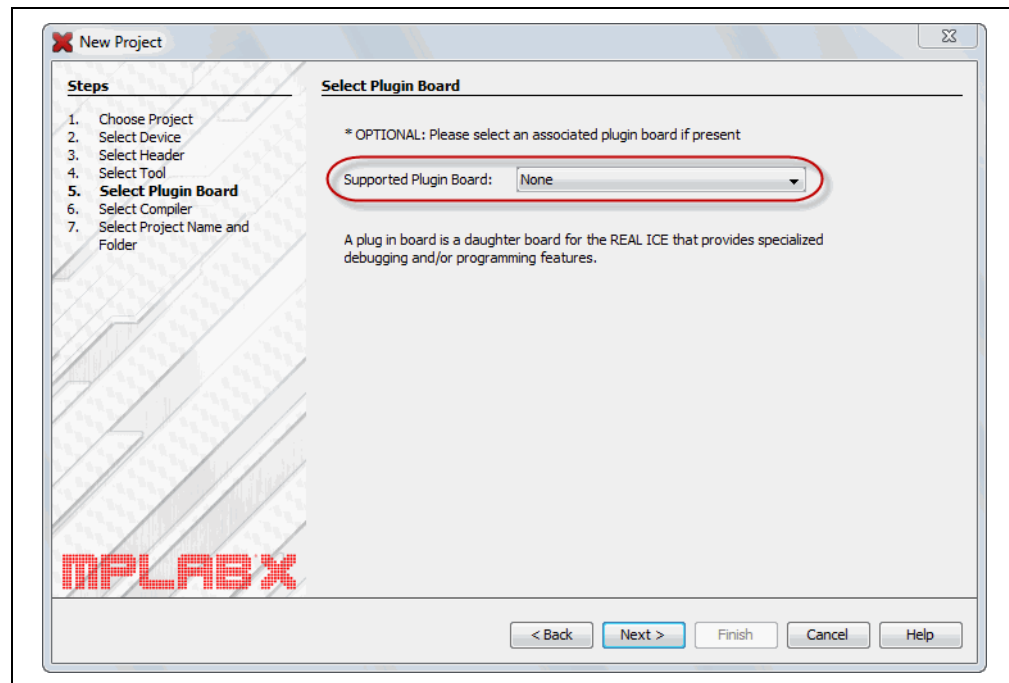 New Project
Steps
1. Choose Project
2. Select Device
3. Select Header
4. Select Tool
5. Select Plugin Board
6. Select Compiler
7. Select Project Name and
Folder
Select Plugin Board
* OPTIONAL: Please select an associated plugin board if present
Supported Plugin Board: None
A plug in board is a daughter board for the REAL ICE that provides specialized
debugging and/or programming features.
MPLAB X
< Back Next > Finish Cancel Help